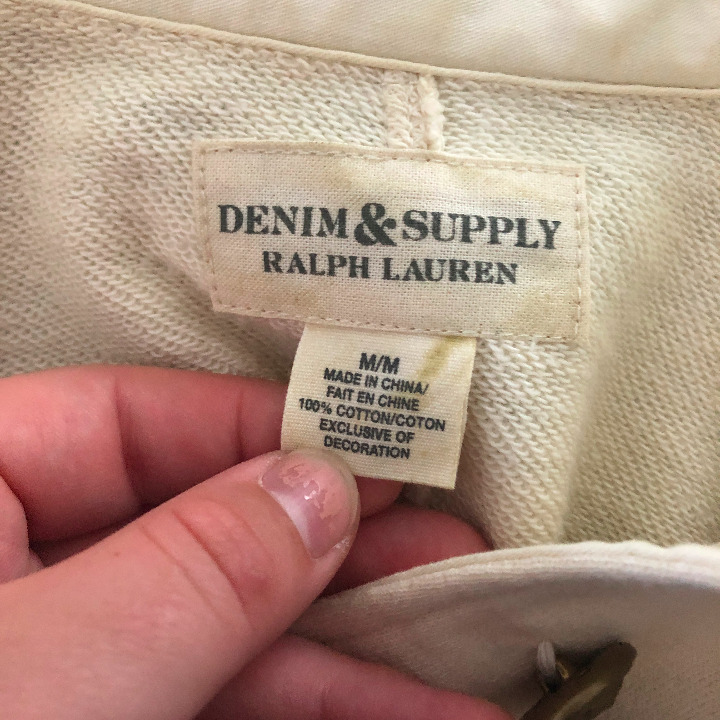 DENIM & SUPPLY
RALPH LAUREN
M/M
MADE IN CHINA/
FAIT EN CHINE
100% COTTON/COTON
EXCLUSIVE OF
DECORATION